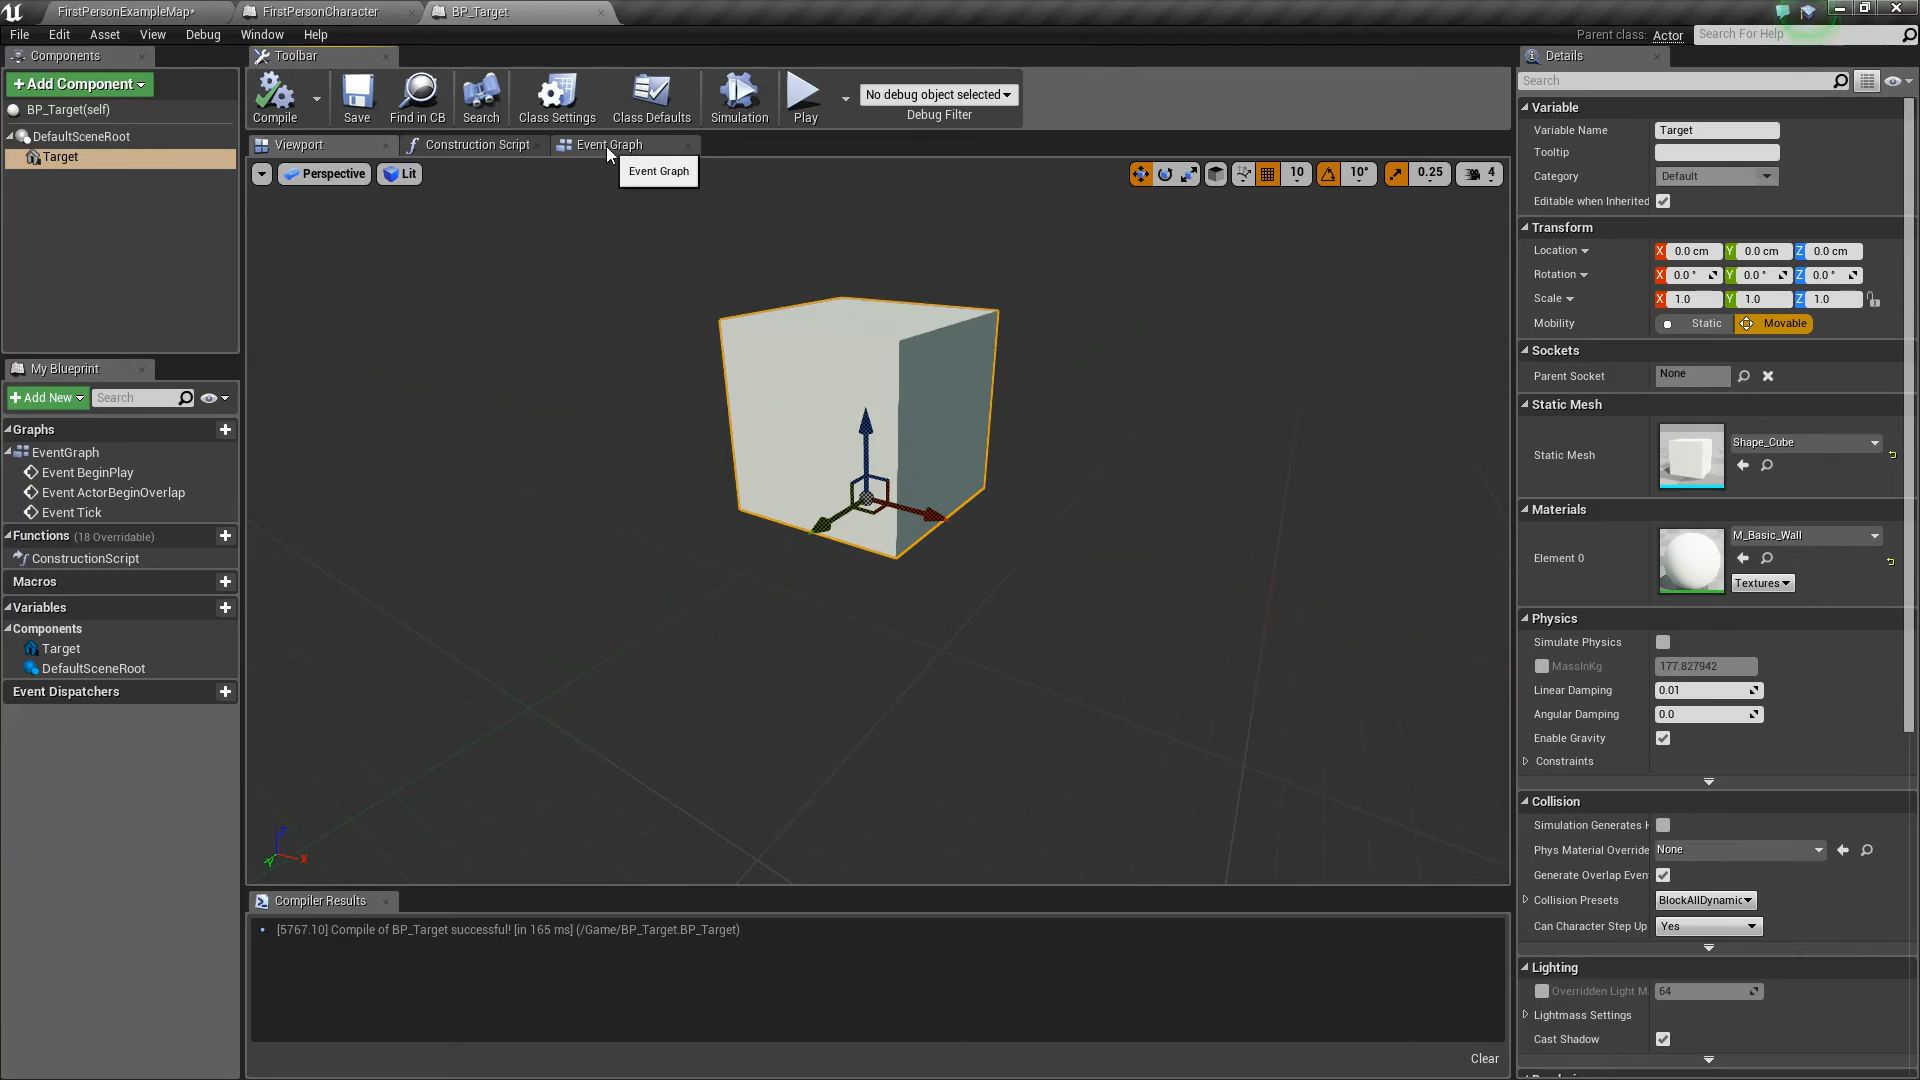 FirstPersonExampleMap*
FirstPersonCharacter
BP_Target
File Edit Asset View Debug Window Help
Parent class: Actor
Search For Help
Components
+Add Component
BP_Target(self)
DefaultSceneRoot
Target
Toolbar
Compile
Save
Find in CB
Search
Class Settings
Class Defaults
Simulation
Play
No debug object selected
Debug Filter
Viewport
Construction Script
Event Graph
Event Graph
Perspective
Lit
10
10°
0.25
4
X
My Blueprint
+Add New
Search
Graphs
EventGraph
Event BeginPlay
Event ActorBeginOverlap
Event Tick
Functions (18 Overridable)
ConstructionScript
Macros
Variables
Components
Target
DefaultSceneRoot
Event Dispatchers
Compiler Results
[5767.10] Compile of BP_Target successful! [in 165 ms] (/Game/BP_Target.BP_Target)
Clear
Details
Search
Variable
Variable Name Target
Tooltip
Category Default
Editable when Inherited
Transform
Location X 0.0 cm Y 0.0 cm Z 0.0 cm
Rotation X 0.0 ° Y 0.0 ° Z 0.0 °
Scale X 1.0 Y 1.0 Z 1.0
Mobility Static Movable
Sockets
Parent Socket None
Static Mesh
Static Mesh Shape_Cube
Materials
Element 0 M_Basic_Wall
Textures
Physics
Simulate Physics
MassInKg 177.827942
Linear Damping 0.01
Angular Damping 0.0
Enable Gravity
Constraints
Collision
Simulation Generates
Phys Material Override None
Generate Overlap Even
Collision Presets BlockAllDynamic
Can Character Step Up Yes
Lighting
Overridden Light M 64
Lightmass Settings
Cast Shadow